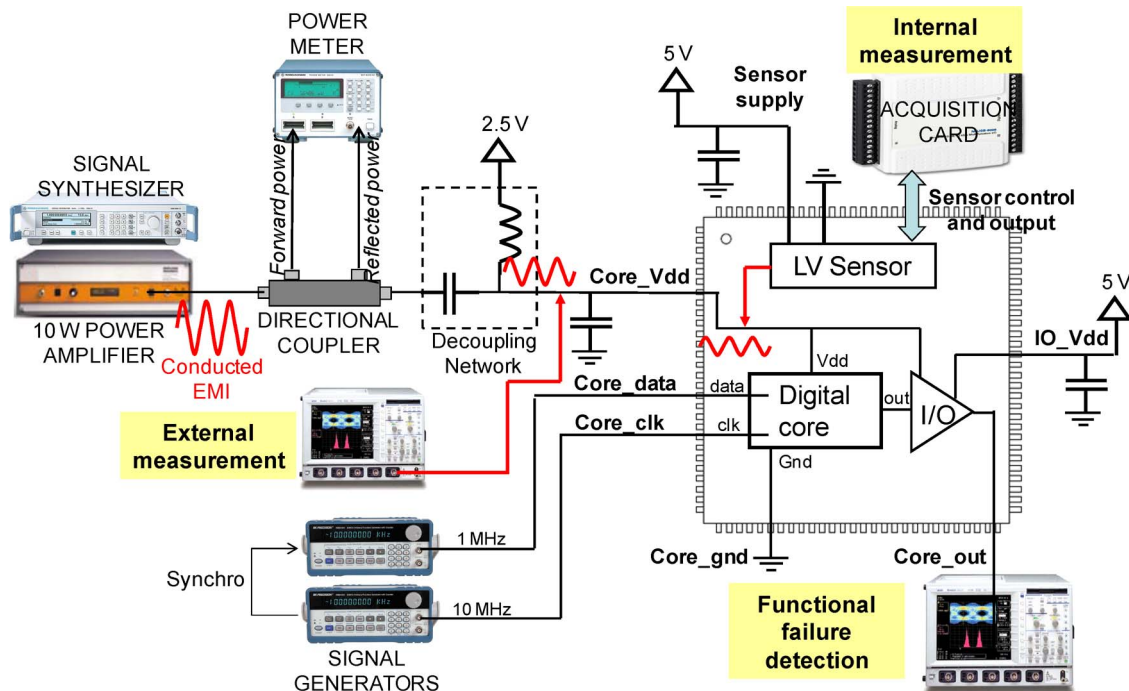 POWER
METER
Internal
measurement
5 V
Sensor
supply
ACQUISITION
CARD
2.5 V
SIGNAL
SYNTHESIZER
Forward power
Reflected power
Sensor control
and output
LV Sensor
Core_Vdd
5 V
10 W POWER
AMPLIFIER
DIRECTIONAL
COUPLER
Decoupling
Network
IO_Vdd
Conducted
EMI
Vdd
Core_data
data
Digital
core
out
I/O
External
measurement
Core_clk
clk
Gnd
1 MHz
Synchro
10 MHz
Core_gnd
Core_out
Functional
failure
detection
SIGNAL
GENERATORS